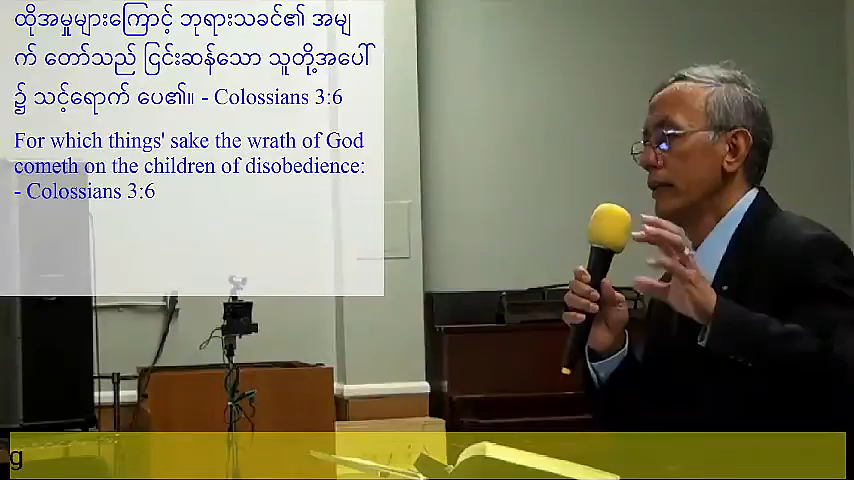 ထိုအမှုများကြောင့် ဘုရားသခင်၏ အမျ
က် တော်သည် ငြင်းဆန်သော သူတို့အပေါ်
၌ သင့်ရောက် ပေ၏။ - Colossians 3:6
For which things' sake the wrath of God
cometh on the children of disobedience:
- Colossians 3:6
g